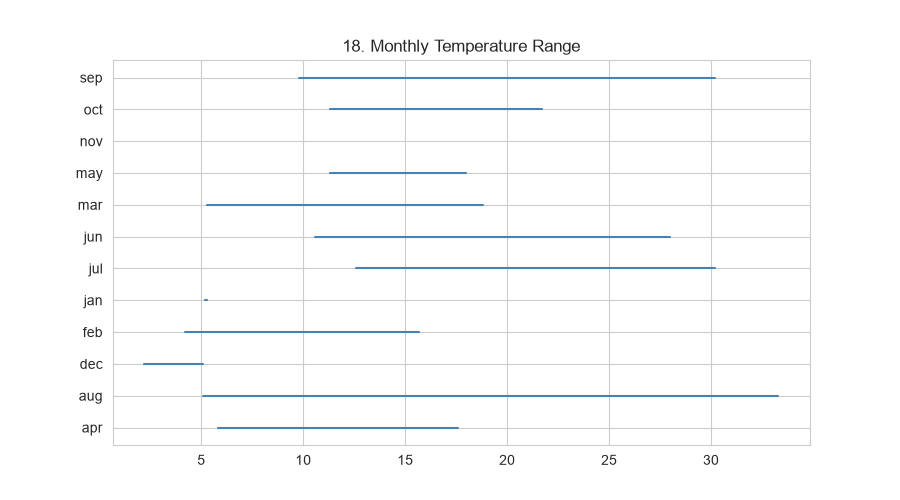 18. Monthly Temperature Range
sep
oct
nov
may
mar
jun
jul
jan
feb
dec
aug
apr
5 10 15 20 25 30